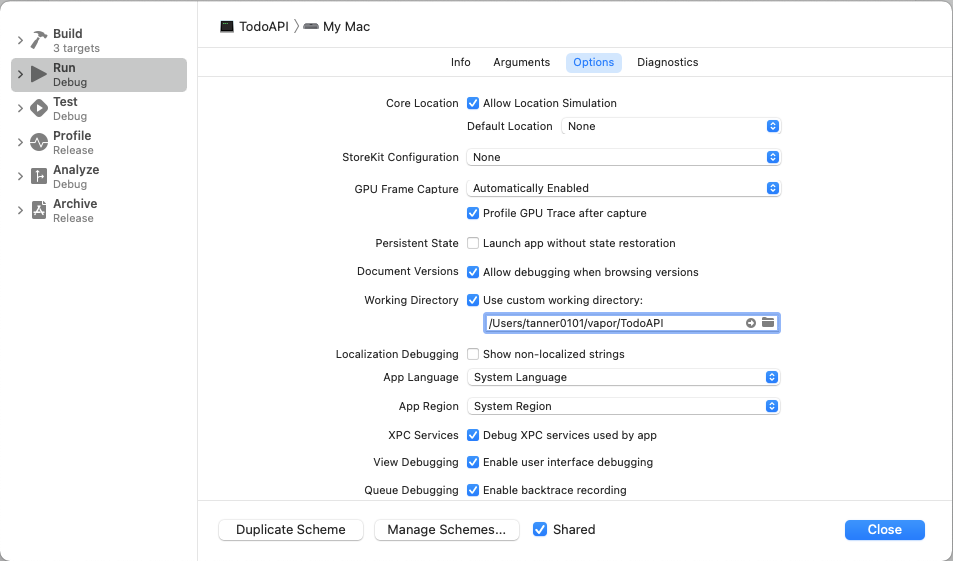 Build
3 targets
Run
Debug
Test
Debug
Profile
Release
Analyze
Debug
Archive
Release
TodoAPI My Mac
Info Arguments Options Diagnostics
Core Location Allow Location Simulation
Default Location None
StoreKit Configuration None
GPU Frame Capture Automatically Enabled
Profile GPU Trace after capture
Persistent State Launch app without state restoration
Document Versions Allow debugging when browsing versions
Working Directory Use custom working directory:
/Users/tanner0101/vapor/TodoAPI
Localization Debugging Show non-localized strings
App Language System Language
App Region System Region
XPC Services Debug XPC services used by app
View Debugging Enable user interface debugging
Queue Debugging Enable backtrace recording
Duplicate Scheme Manage Schemes... Shared Close